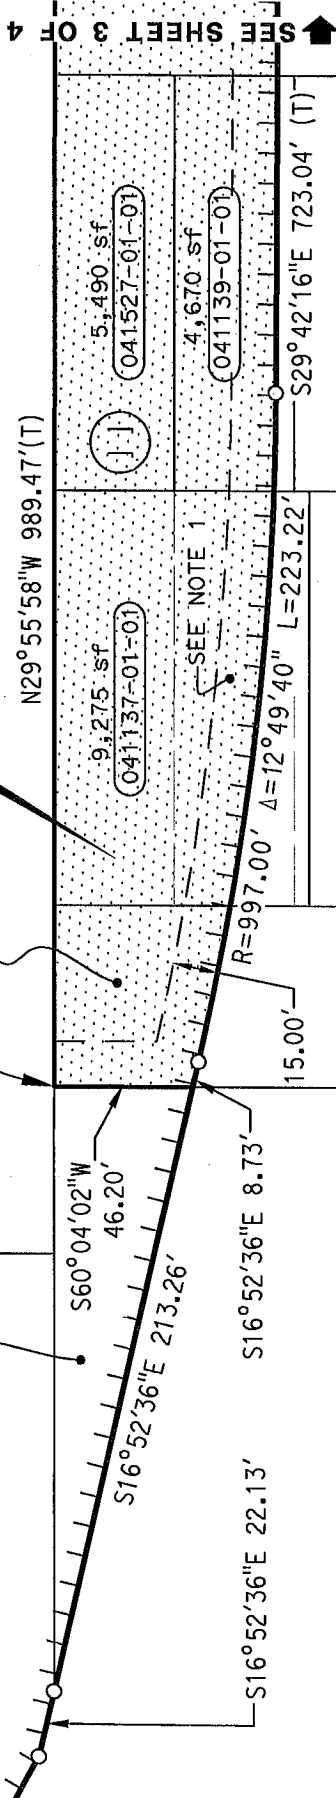 SEE SHEET 3 OF 4
N29°55'58"W 989.47'(T)
5,490 sf
041527-01-01
4,670 sf
041139-01-01
S29°42'16"E 723.04' (T)
9,275 sf
041137-01-01
SEE NOTE 1
R=997.00' Δ=12°49'40" L=223.22'
15.00'
S60°04'02"W
46.20'
S16°52'36"E 8.73'
S16°52'36"E 213.26'
S16°52'36"E 22.13'